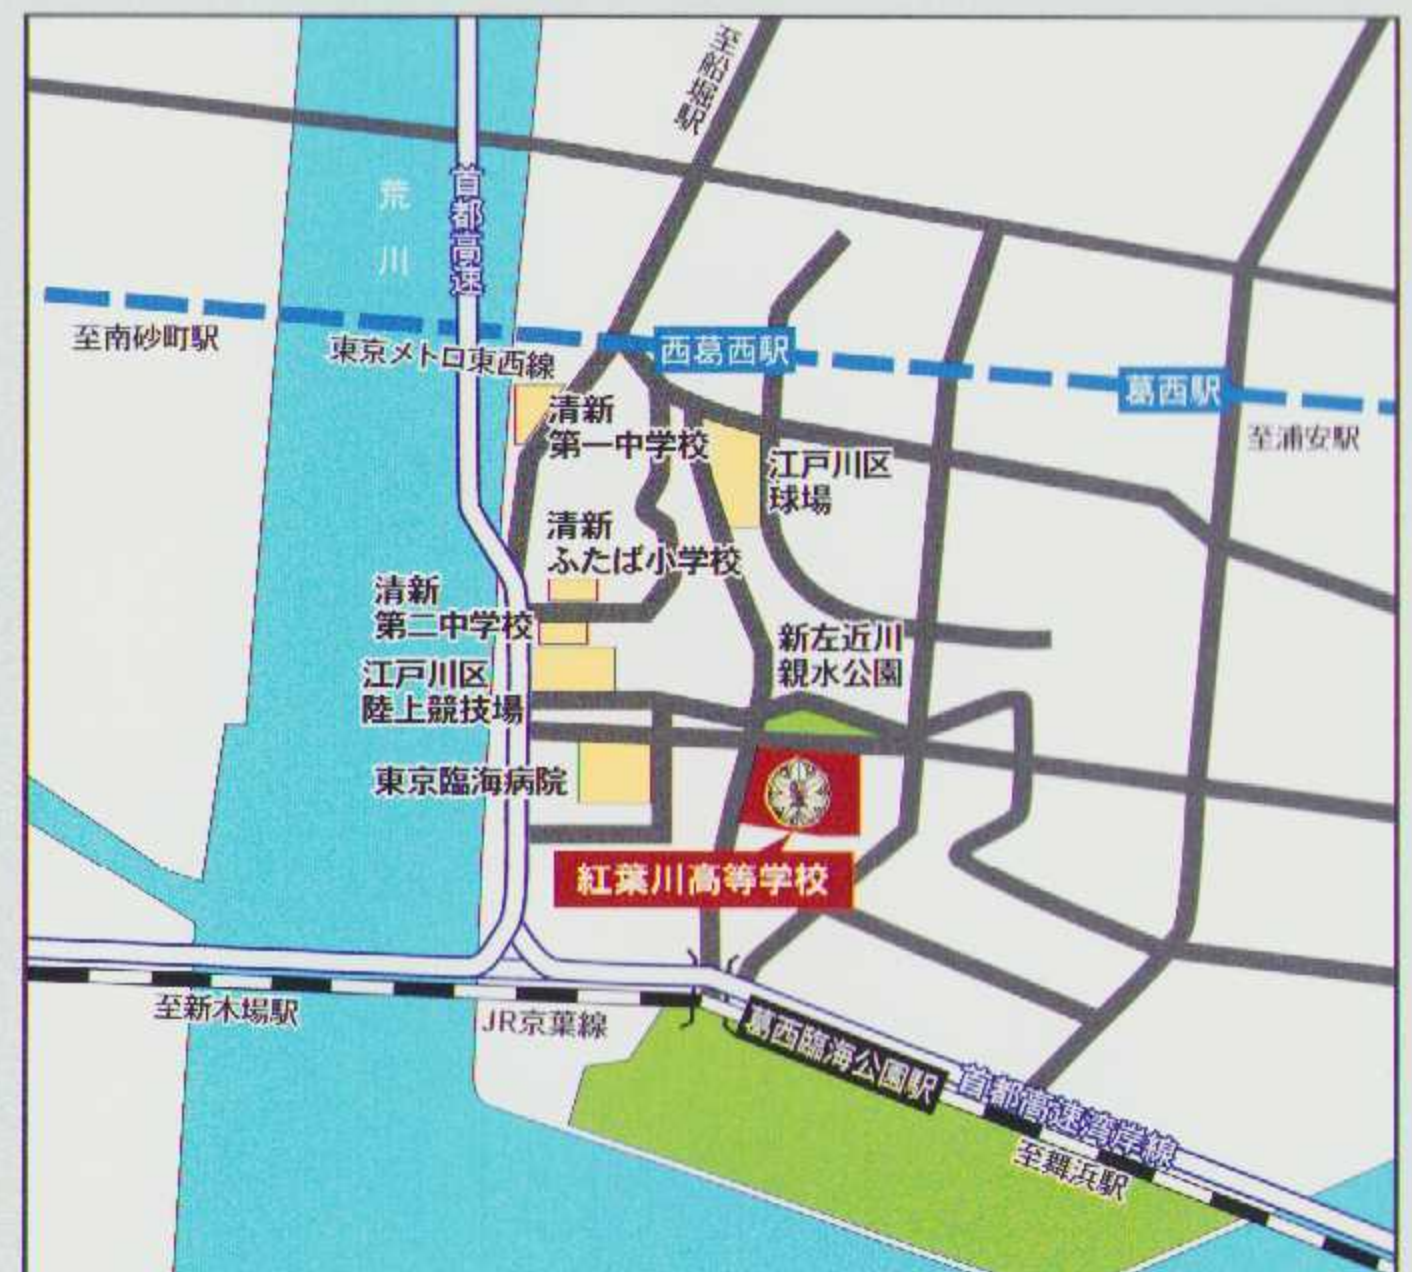 至船堀駅
荒川
首都高速
至南砂町駅
東京メトロ東西線
西葛西駅
葛西駅
至浦安駅
清新
第一中学校
江戸川区
球場
清新
ふたば小学校
清新
第二中学校
新左近川
親水公園
江戸川区
陸上競技場
東京臨海病院
紅葉川高等学校
至新木場駅
JR京葉線
葛西臨海公園駅
首都高速湾岸線
至舞浜駅